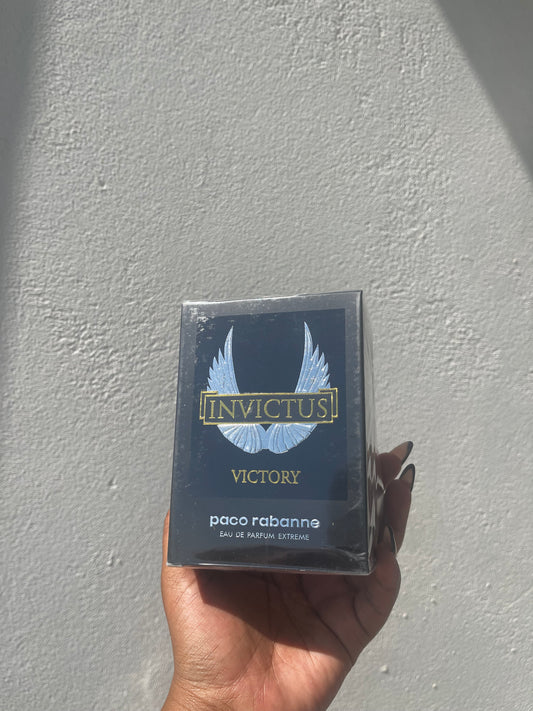 INVICTUS
VICTORY
paco rabanne
EAU DE PARFUM EXTREME